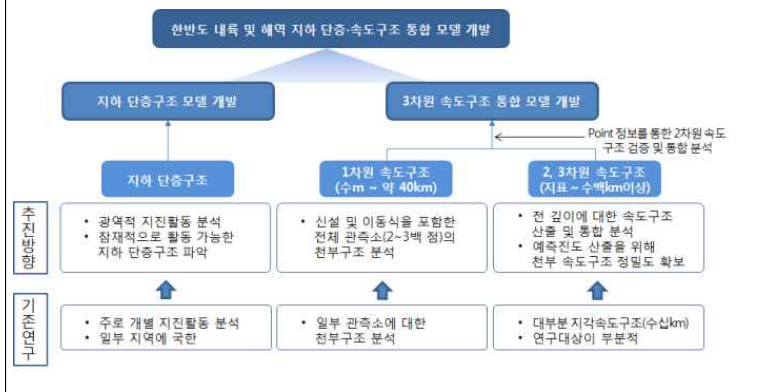 한반도 내륙 및 해역 지하 단층·속도구조 통합 모델 개발
지하 단층구조 모델 개발
3차원 속도구조 통합 모델 개발
Point 정보를 통한 2차원 속도
구조 검증 및 통합 분석
지하 단층구조
1차원 속도구조
(수m ~ 약 40km)
2, 3차원 속도구조
(지표~수백km이상)
추진방향
• 광역적 지진활동 분석
• 잠재적으로 활동 가능한
지하 단층구조 파악
• 신설 및 이동식을 포함한
전체 관측소(2~3백 점)의
천부구조 분석
• 전 깊이에 대한 속도구조
산출 및 통합 분석
• 예측진도 산출을 위해
천부 속도구조 정밀도 확보
기존연구
• 주로 개별 지진활동 분석
• 일부 지역에 국한
• 일부 관측소에 대한
천부구조 분석
• 대부분 지각속도구조(수십km)
• 연구대상이 부분적